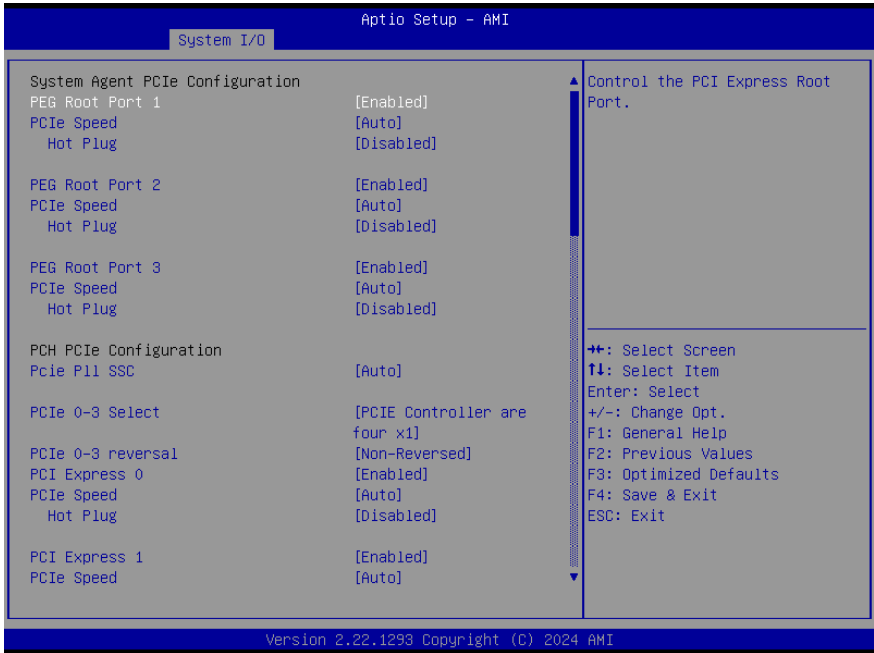 Aptio Setup – AMI
System I/O
System Agent PCIe Configuration
PEG Root Port 1 [Enabled]
PCIe Speed [Auto]
Hot Plug [Disabled]
PEG Root Port 2 [Enabled]
PCIe Speed [Auto]
Hot Plug [Disabled]
PEG Root Port 3 [Enabled]
PCIe Speed [Auto]
Hot Plug [Disabled]
PCH PCIe Configuration
Pcie Pll SSC [Auto]
PCIe 0-3 Select [PCIE Controller are
four x1]
PCIe 0-3 reversal [Non-Reversed]
PCI Express 0 [Enabled]
PCIe Speed [Auto]
Hot Plug [Disabled]
PCI Express 1 [Enabled]
PCIe Speed [Auto]
Control the PCI Express Root
Port.
→←: Select Screen
↑↓: Select Item
Enter: Select
+/-: Change Opt.
F1: General Help
F2: Previous Values
F3: Optimized Defaults
F4: Save & Exit
ESC: Exit
Version 2.22.1293 Copyright (C) 2024 AMI